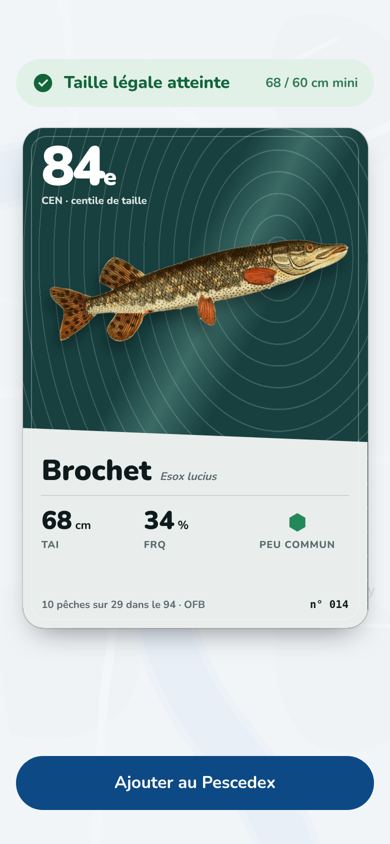 Taille légale atteinte 68 / 60 cm mini
84e
CEN · centile de taille
Brochet Esox lucius
68 cm 34 %
TAI FRQ PEU COMMUN
10 pêches sur 29 dans le 94 · OFB n° 014
Ajouter au Pescedex